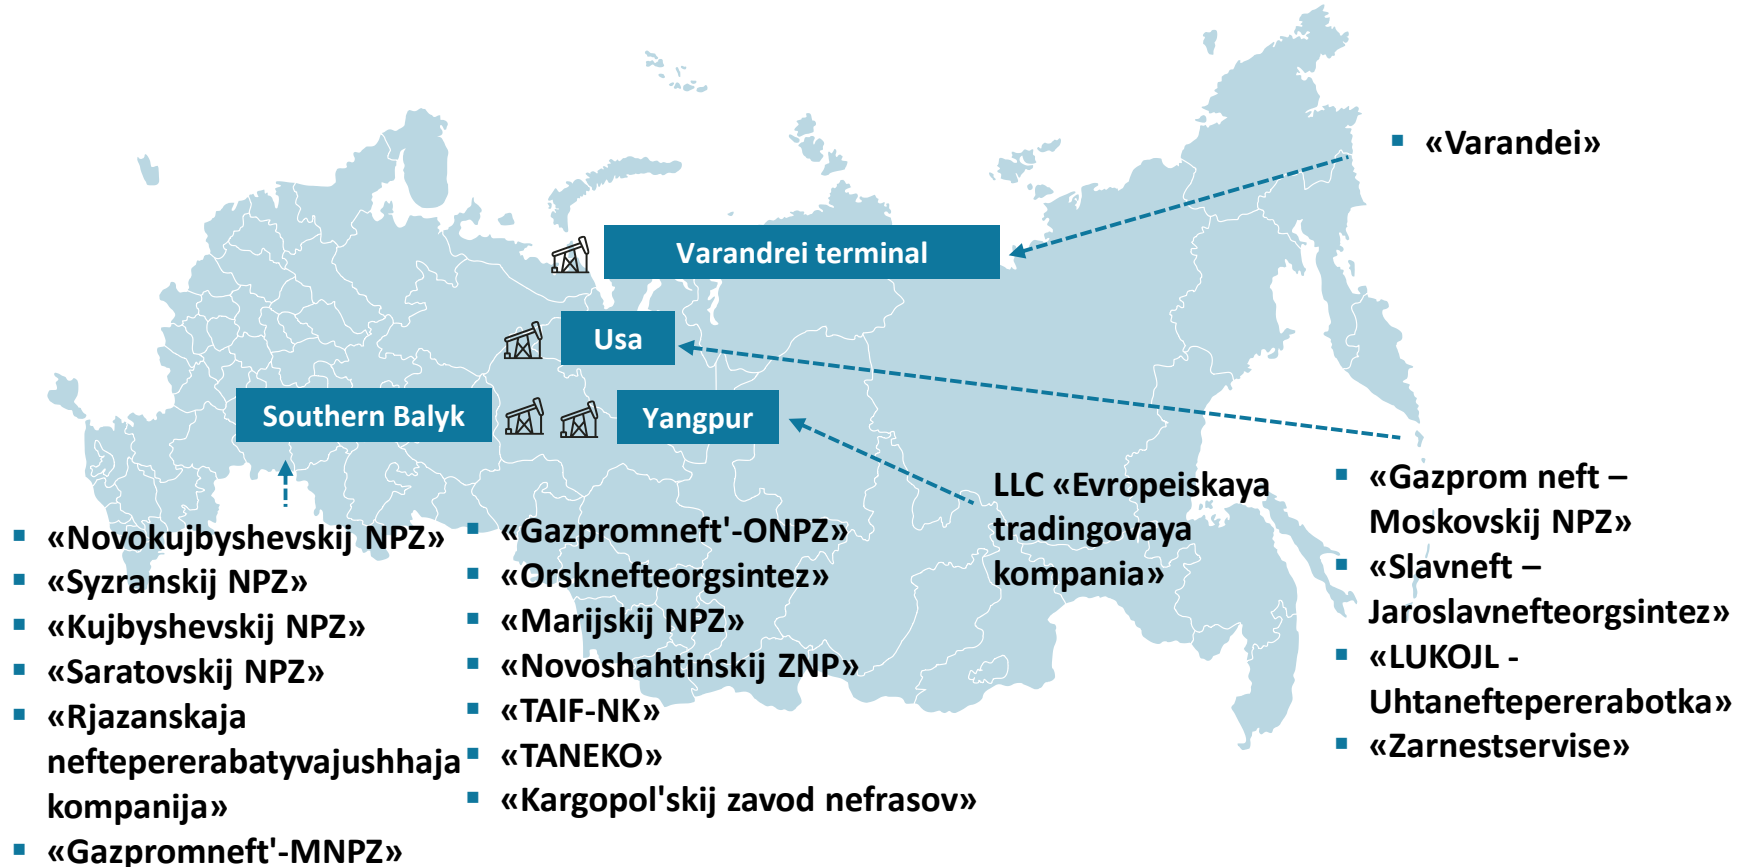 «Varandei»
Varandrei terminal
Usa
Southern Balyk
Yangpur
«Novokujbyshevskij NPZ»
«Syzranskij NPZ»
«Kujbyshevskij NPZ»
«Saratovskij NPZ»
«Rjazanskaja
neftepererabatyvajushhaja
kompanija»
«Gazpromneft'-MNPZ»
«Gazpromneft'-ONPZ»
«Orsknefteorgsintez»
«Marijskij NPZ»
«Novoshahtinskij ZNP»
«TAIF-NK»
«TANEKO»
«Kargopol'skij zavod nefrasov»
LLC «Evropeiskaya
tradingovaya
kompania»
«Gazprom neft –
Moskovskij NPZ»
«Slavneft –
Jaroslavnefteorgsintez»
«LUKOJL -
Uhtaneftepererabotka»
«Zarnestservise»